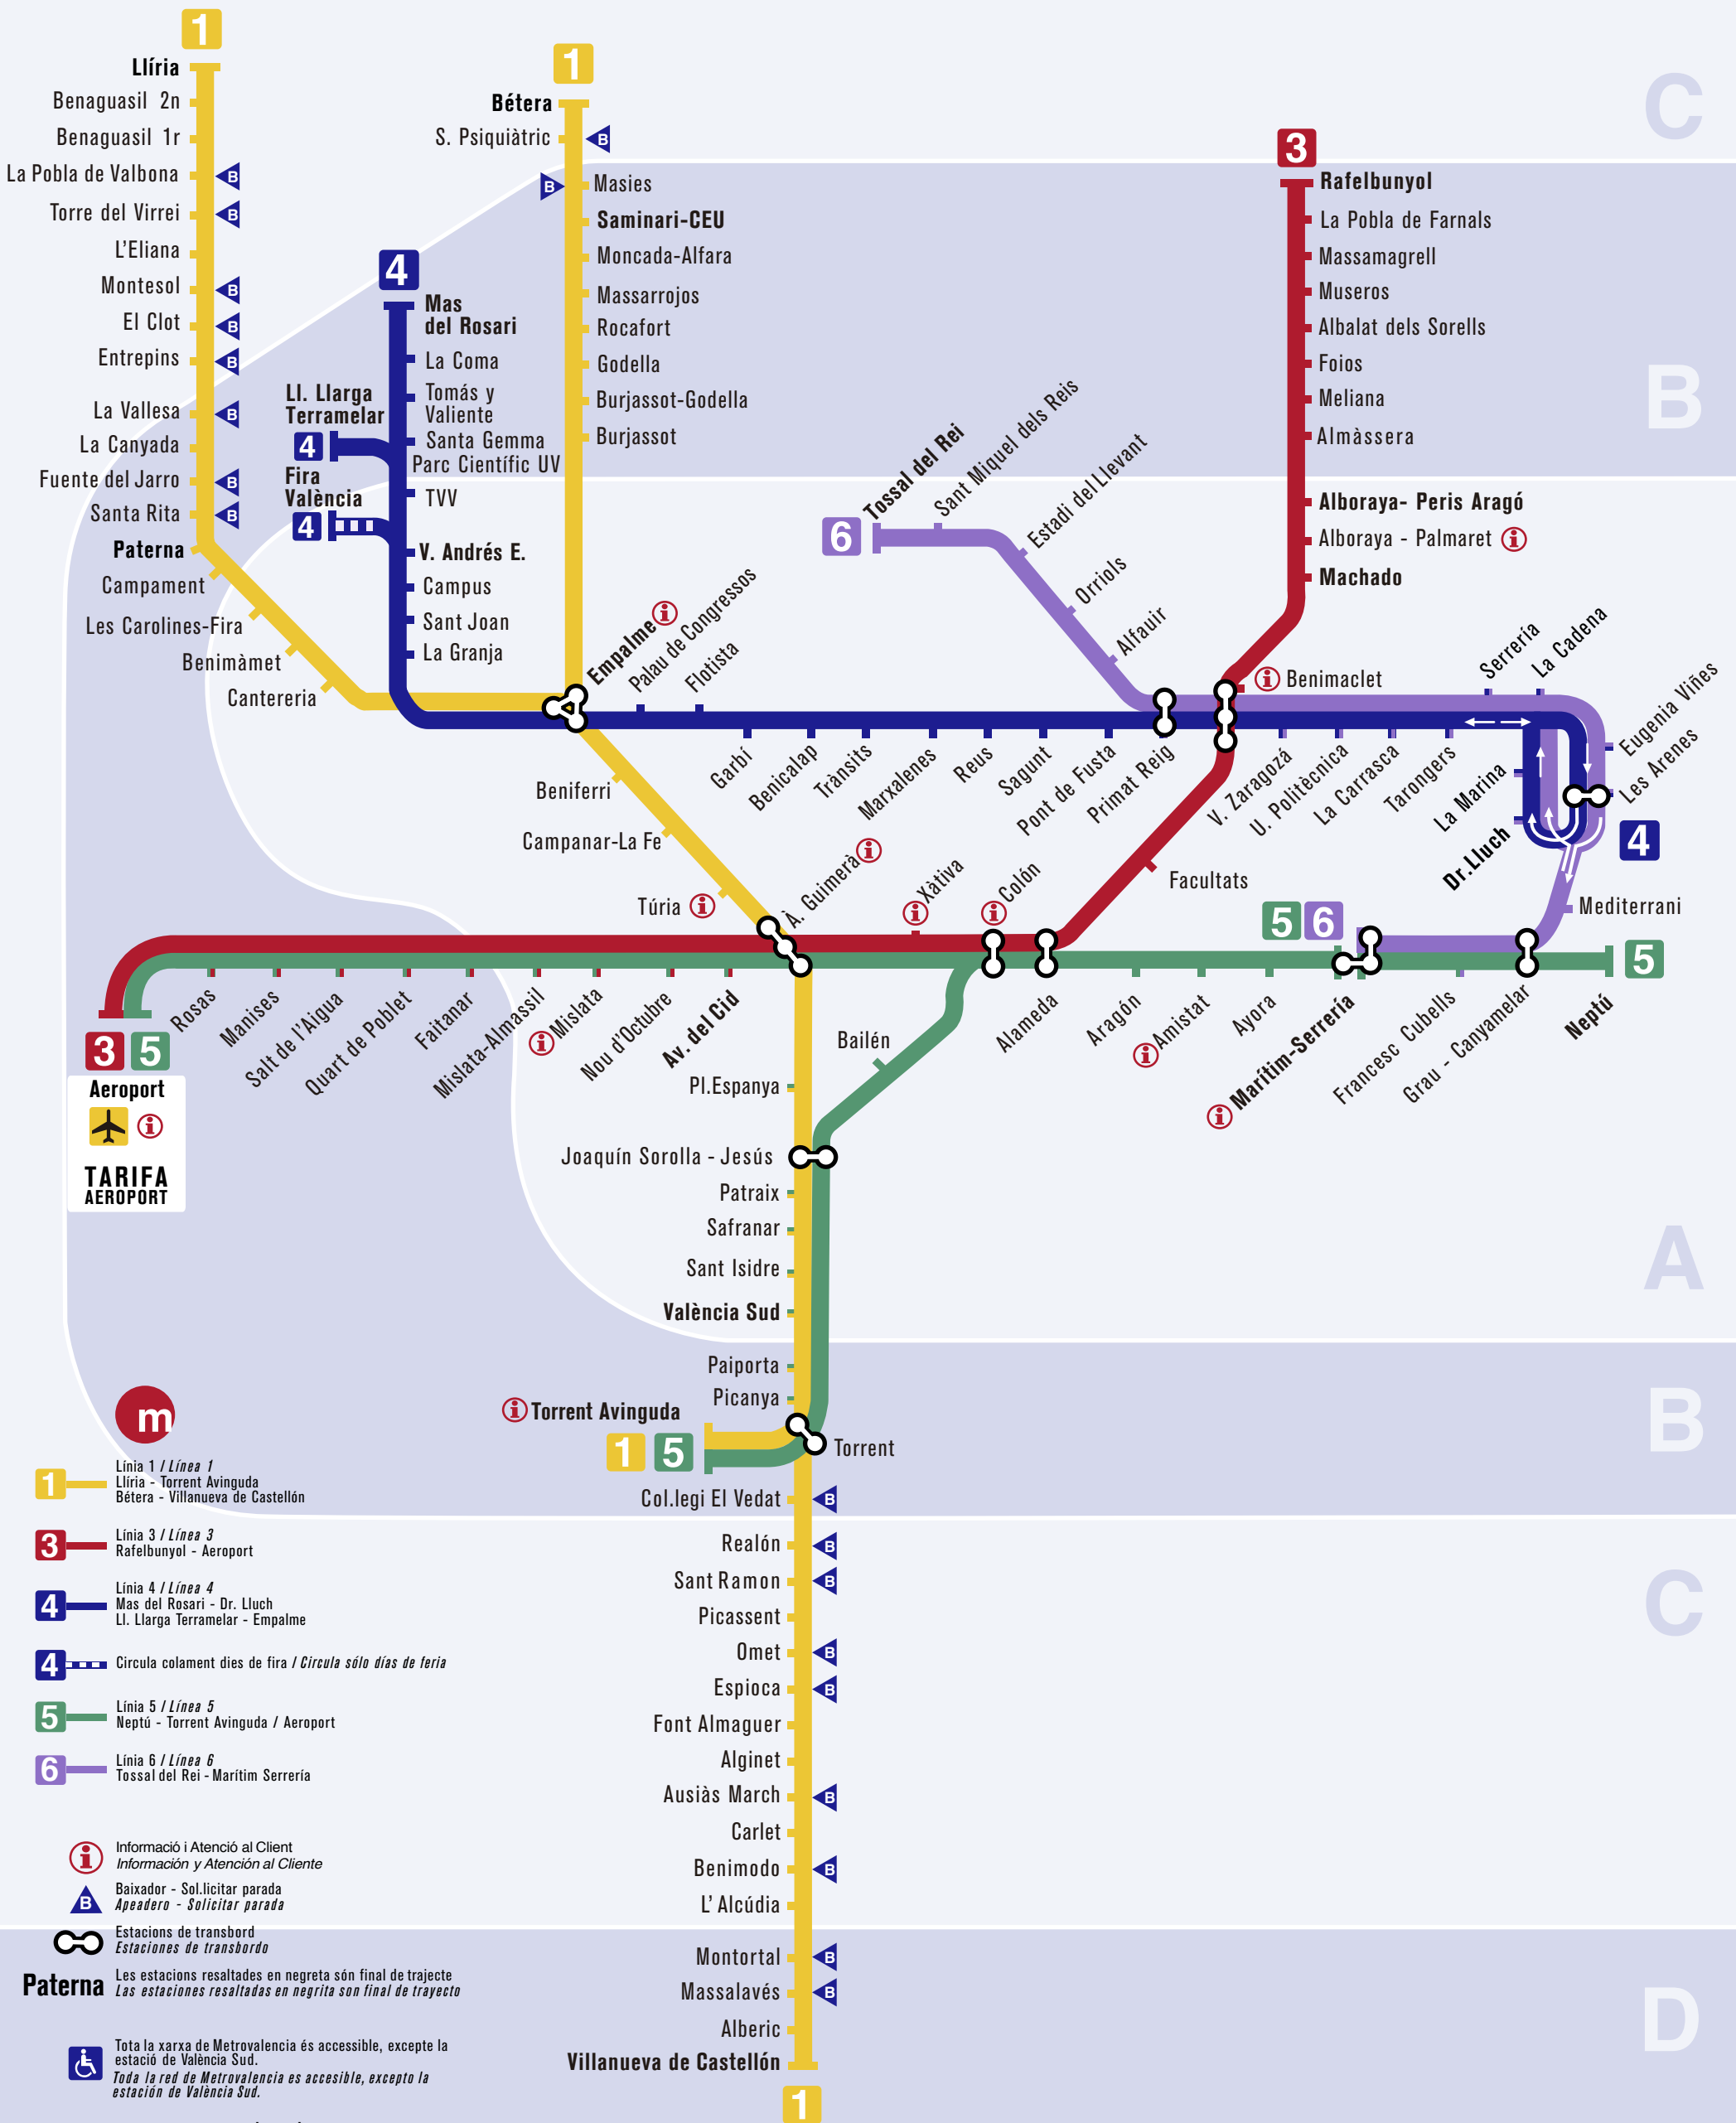 1
Llíria
Benaguasil 2n
Benaguasil 1r
La Pobla de Valbona
B
Torre del Virrei
B
L'Eliana
Montesol
B
El Clot
B
Entrepins
B
La Vallesa
B
La Canyada
Fuente del Jarro
B
Santa Rita
B
Paterna
Campament
Les Carolines-Fira
Benimàmet
Cantereria
1
Bétera
S. Psiquiàtric
B
B
Masies
Saminari-CEU
Moncada-Alfara
Massarrojos
Rocafort
Godella
Burjassot-Godella
Burjassot
4
Mas
del Rosari
La Coma
Tomás y
Valiente
Santa Gemma
Parc Científic UV
TVV
Ll. Llarga
Terramelar
4
Fira
València
4
V. Andrés E.
Campus
Sant Joan
La Granja
Empalme
i
Palau de Congressos
Flotista
Garbí
Benicalap
Trànsits
Marxalenes
Reus
Sagunt
Pont de Fusta
Primat Reig
6
Tossal del Rei
Sant Miquel dels Reis
Estadi del Llevant
Orriols
Alfauir
3
Rafelbunyol
La Pobla de Farnals
Massamagrell
Museros
Albalat dels Sorells
Foios
Meliana
Almàssera
Alboraya- Peris Aragó
Alboraya - Palmaret
i
Machado
i
Benimaclet
V. Zaragozá
U. Politècnica
La Carrasca
Tarongers
Serrería
La Cadena
Eugenia Viñes
Les Arenes
La Marina
Dr.Lluch
4
Mediterrani
Facultats
Beniferri
Campanar-La Fe
Túria
i
À. Guimerà
i
Xàtiva
i
Colón
i
3 5
Aeroport
i
TARIFA
AEROPORT
Rosas
Manises
Salt de l'Aigua
Quart de Poblet
Faitanar
Mislata-Almassil
Mislata
i
Nou d'Octubre
Av. del Cid
Alameda
Aragón
Amistat
i
Ayora
5 6
Marítim-Serrería
i
Francesc Cubells
Grau - Canyamelar
Neptú
5
Bailén
Pl.Espanya
Joaquín Sorolla - Jesús
Patraix
Safranar
Sant Isidre
València Sud
Paiporta
Picanya
i
Torrent Avinguda
1 5
Torrent
Col.legi El Vedat
B
Realón
B
Sant Ramon
B
Picassent
Omet
B
Espioca
B
Font Almaguer
Alginet
Ausiàs March
B
Carlet
Benimodo
B
L' Alcúdia
Montortal
B
Massalavés
B
Alberic
Villanueva de Castellón
1
C
B
A
B
C
D
m
1
Línia 1 / Línea 1
Llíria - Torrent Avinguda
Bétera - Villanueva de Castellón
3
Línia 3 / Línea 3
Rafelbunyol - Aeroport
4
Línia 4 / Línea 4
Mas del Rosari - Dr. Lluch
Ll. Llarga Terramelar - Empalme
4
Circula colament dies de fira / Circula sólo días de feria
5
Línia 5 / Línea 5
Neptú - Torrent Avinguda / Aeroport
6
Línia 6 / Línea 6
Tossal del Rei - Marítim Serrería
i
Informació i Atenció al Client
Información y Atención al Cliente
B
Baixador - Sol.licitar parada
Apeadero - Solicitar parada
Estacions de transbord
Estaciones de transbordo
Paterna
Les estacions resaltades en negreta són final de trajecte
Las estaciones resaltadas en negrita son final de trayecto
Tota la xarxa de Metrovalencia és accessible, excepte la
estació de València Sud.
Toda la red de Metrovalencia es accesible, excepto la
estación de València Sud.